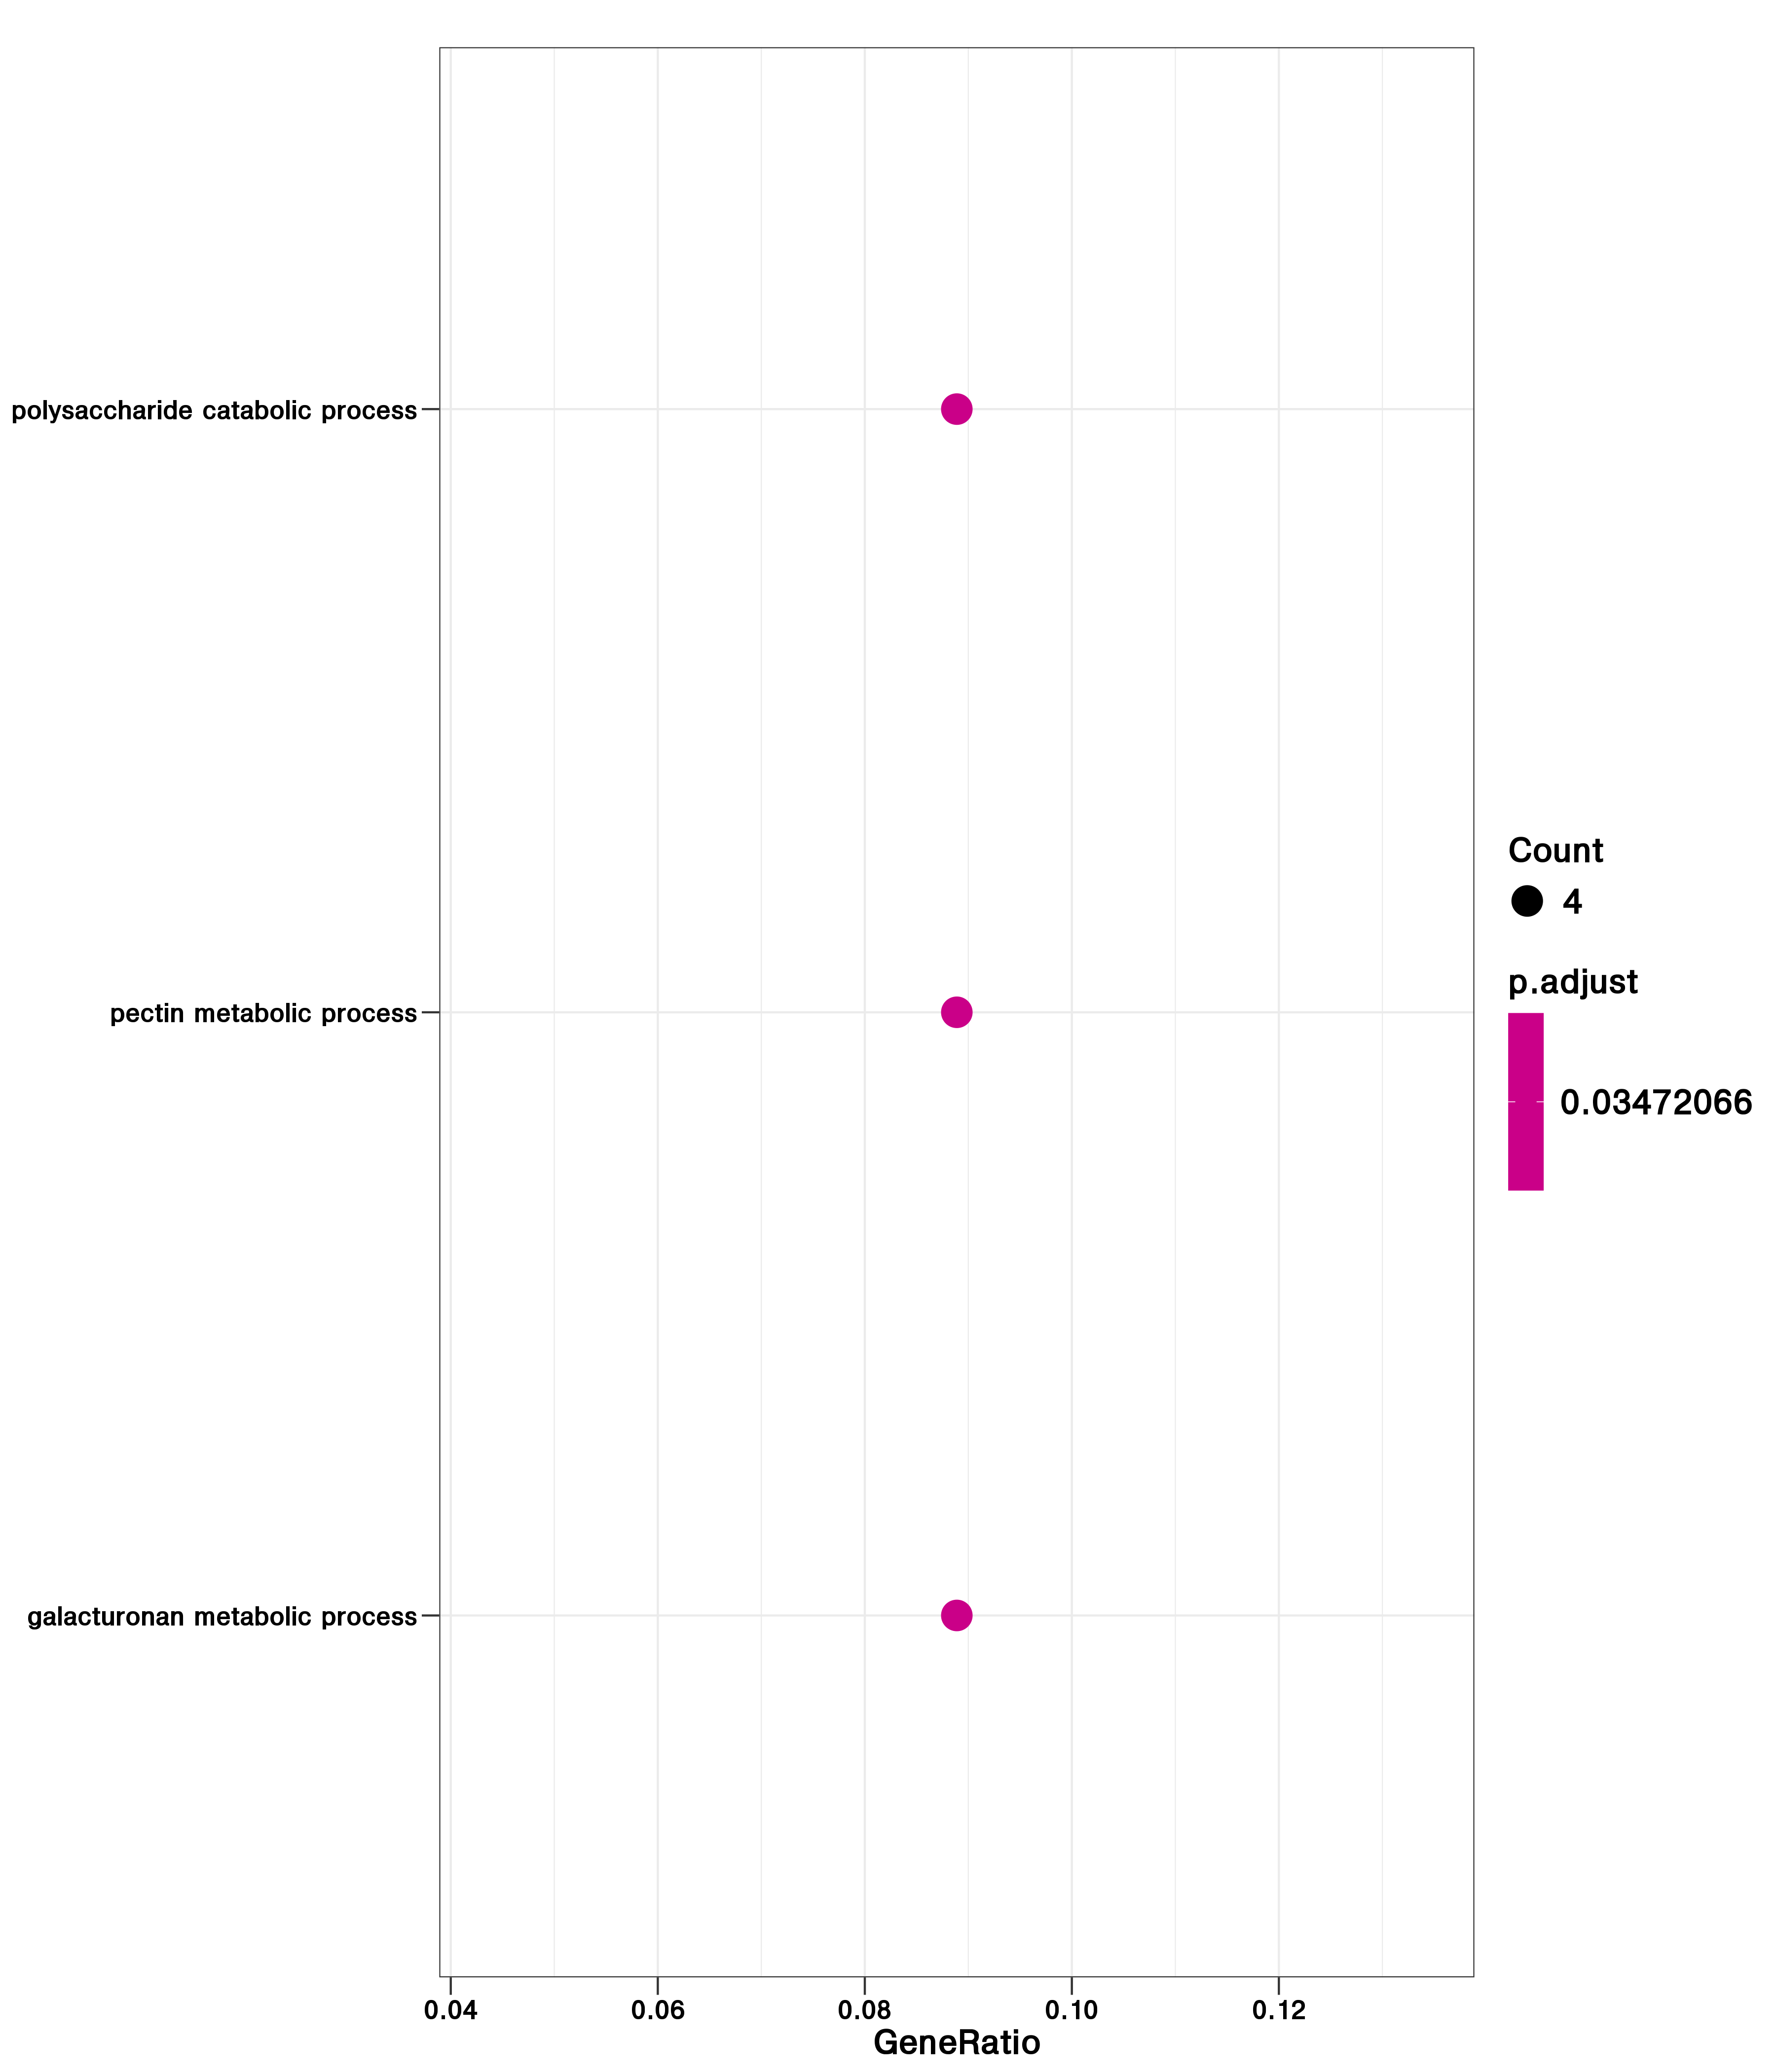 polysaccharide catabolic process
pectin metabolic process
galacturonan metabolic process
0.04 0.06 0.08 0.10 0.12
GeneRatio
Count
4
p.adjust
0.03472066